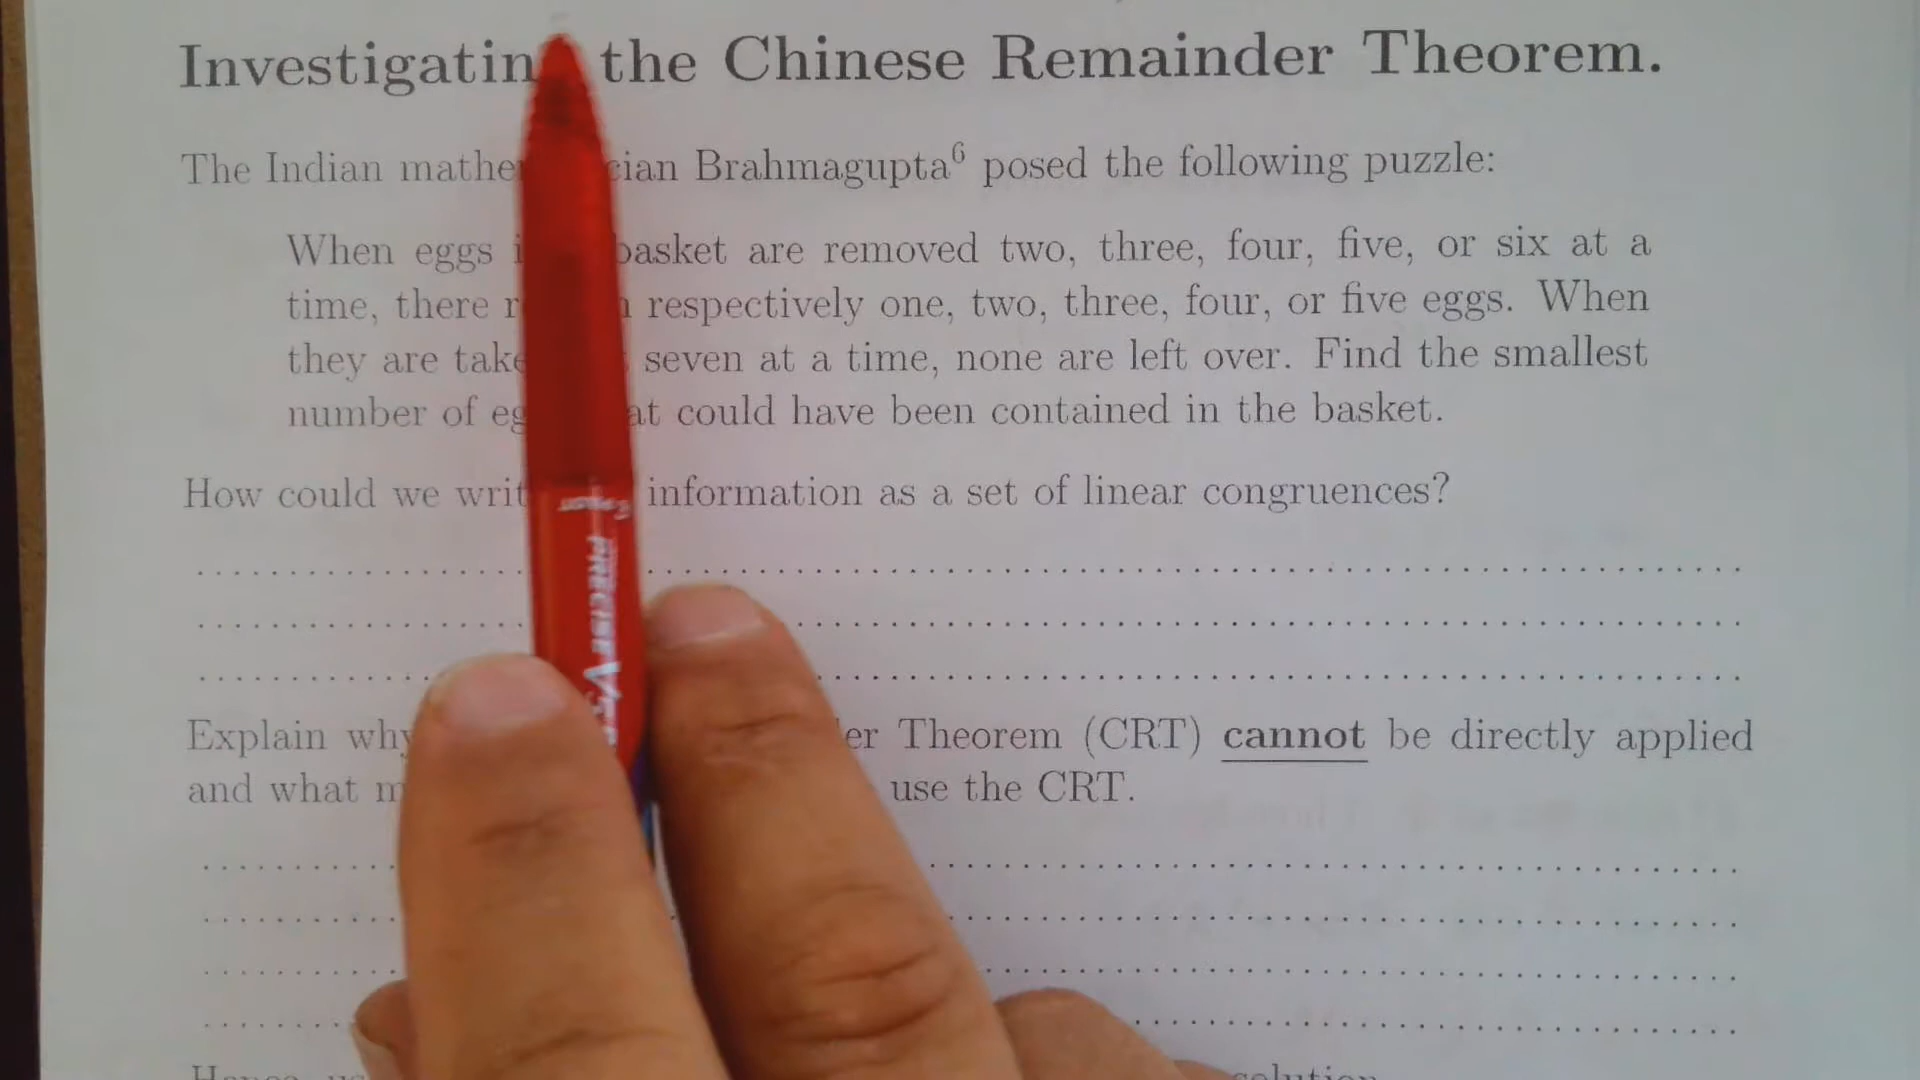 Investigatin the Chinese Remainder Theorem.
The Indian mathe cian Brahmagupta⁶ posed the following puzzle:
When eggs i basket are removed two, three, four, five, or six at a
time, there r respectively one, two, three, four, or five eggs. When
they are take seven at a time, none are left over. Find the smallest
number of eg at could have been contained in the basket.
How could we writ information as a set of linear congruences?
PRECISE V5
Explain why er Theorem (CRT) cannot be directly applied
and what m use the CRT.
solution